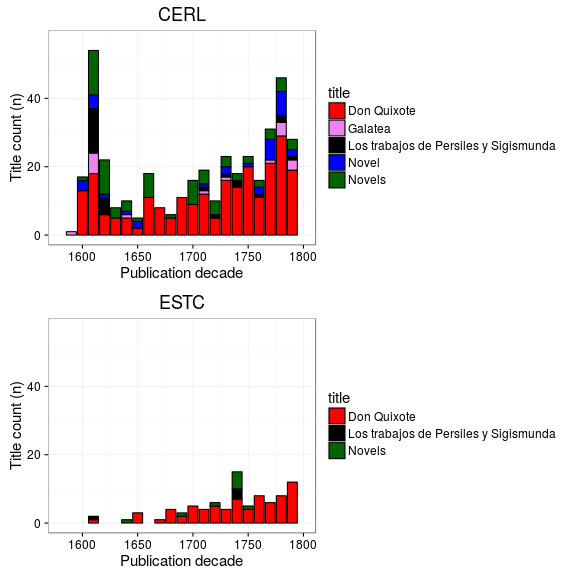 CERL
Title count (n)
40
20
0
1600
1650
1700
1750
1800
Publication decade
title
Don Quixote
Galatea
Los trabajos de Persiles y Sigismunda
Novel
Novels
ESTC
Title count (n)
40
20
0
1600
1650
1700
1750
1800
Publication decade
title
Don Quixote
Los trabajos de Persiles y Sigismunda
Novels